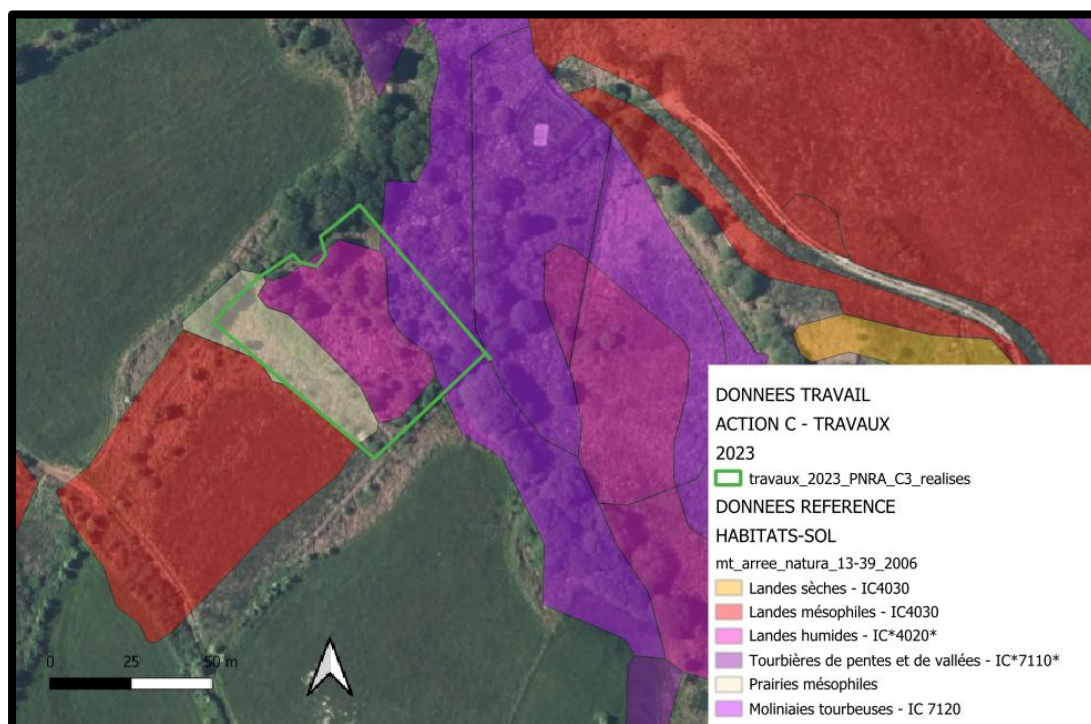 DONNEES TRAVAIL
ACTION C - TRAVAUX
2023
travaux_2023_PNRA_C3_realises
DONNEES REFERENCE
HABITATS-SOL
mt_arree_natura_13-39_2006
Landes sèches - IC4030
Landes mésophiles - IC4030
Landes humides - IC*4020*
Tourbières de pentes et de vallées - IC*7110*
Prairies mésophiles
Moliniaies tourbeuses - IC 7120
0 25 50 m